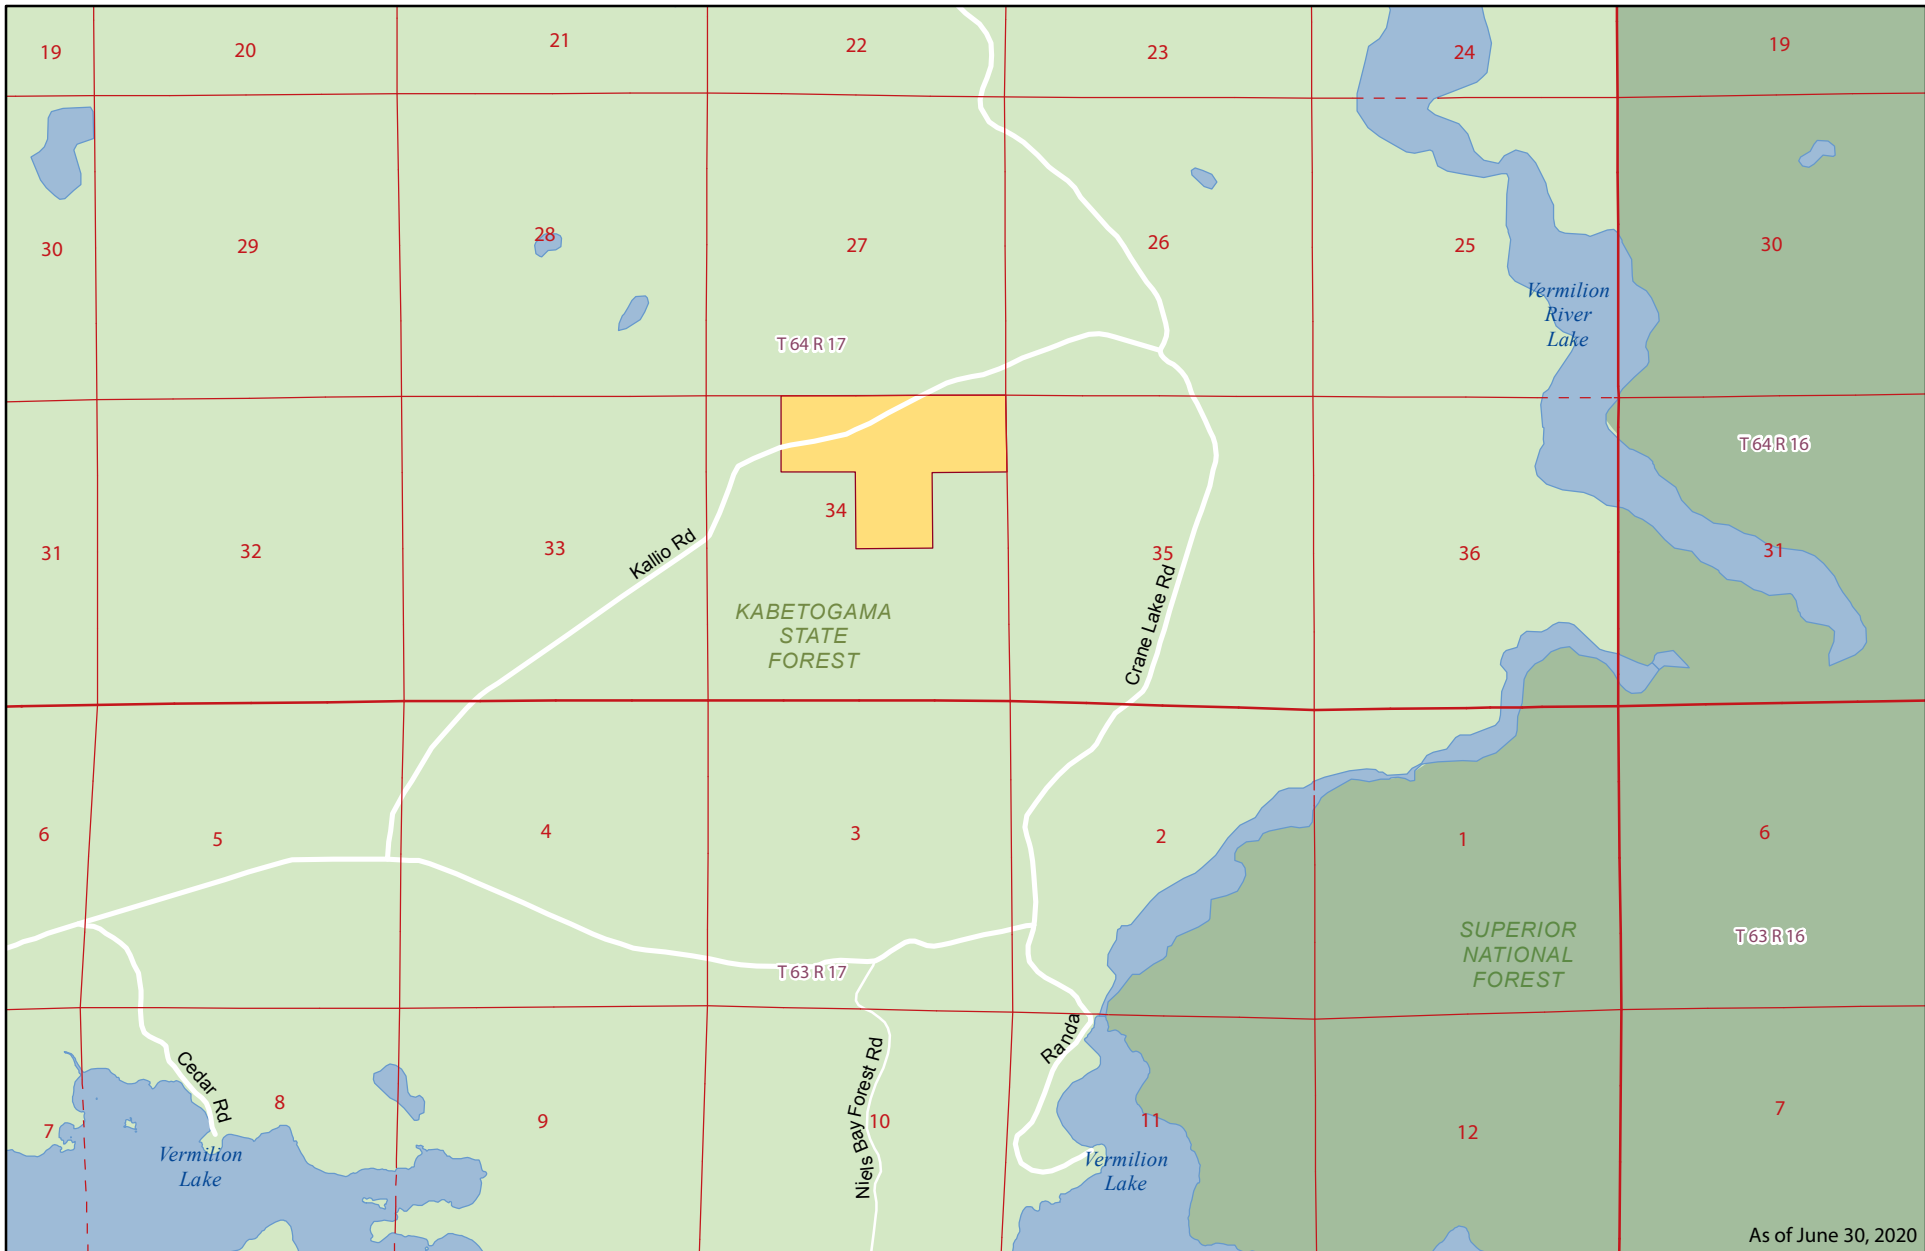 19
20
21
22
23
24
19
30
29
28
27
26
25
30
Vermilion
River
Lake
T 64 R 17
T 64 R 16
31
32
33
34
35
36
31
Kallio Rd
Crane Lake Rd
KABETOGAMA
STATE
FOREST
6
5
4
3
2
1
6
SUPERIOR
NATIONAL
FOREST
T 63 R 16
T 63 R 17
Cedar Rd
Niels Bay Forest Rd
Randa
7
8
9
10
11
12
7
Vermilion
Lake
Vermilion
Lake
As of June 30, 2020